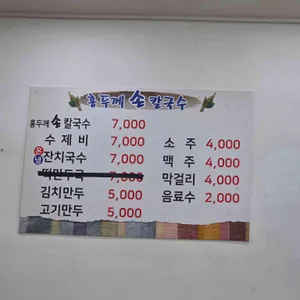 홍두깨 손 칼국수
홍두깨 손 칼국수 7,000
수 제 비 7,000
온 냉 잔치국수 7,000
떡만두국 7,000
김치만두 5,000
고기만두 5,000
소 주 4,000
맥 주 4,000
막걸리 4,000
음료수 2,000